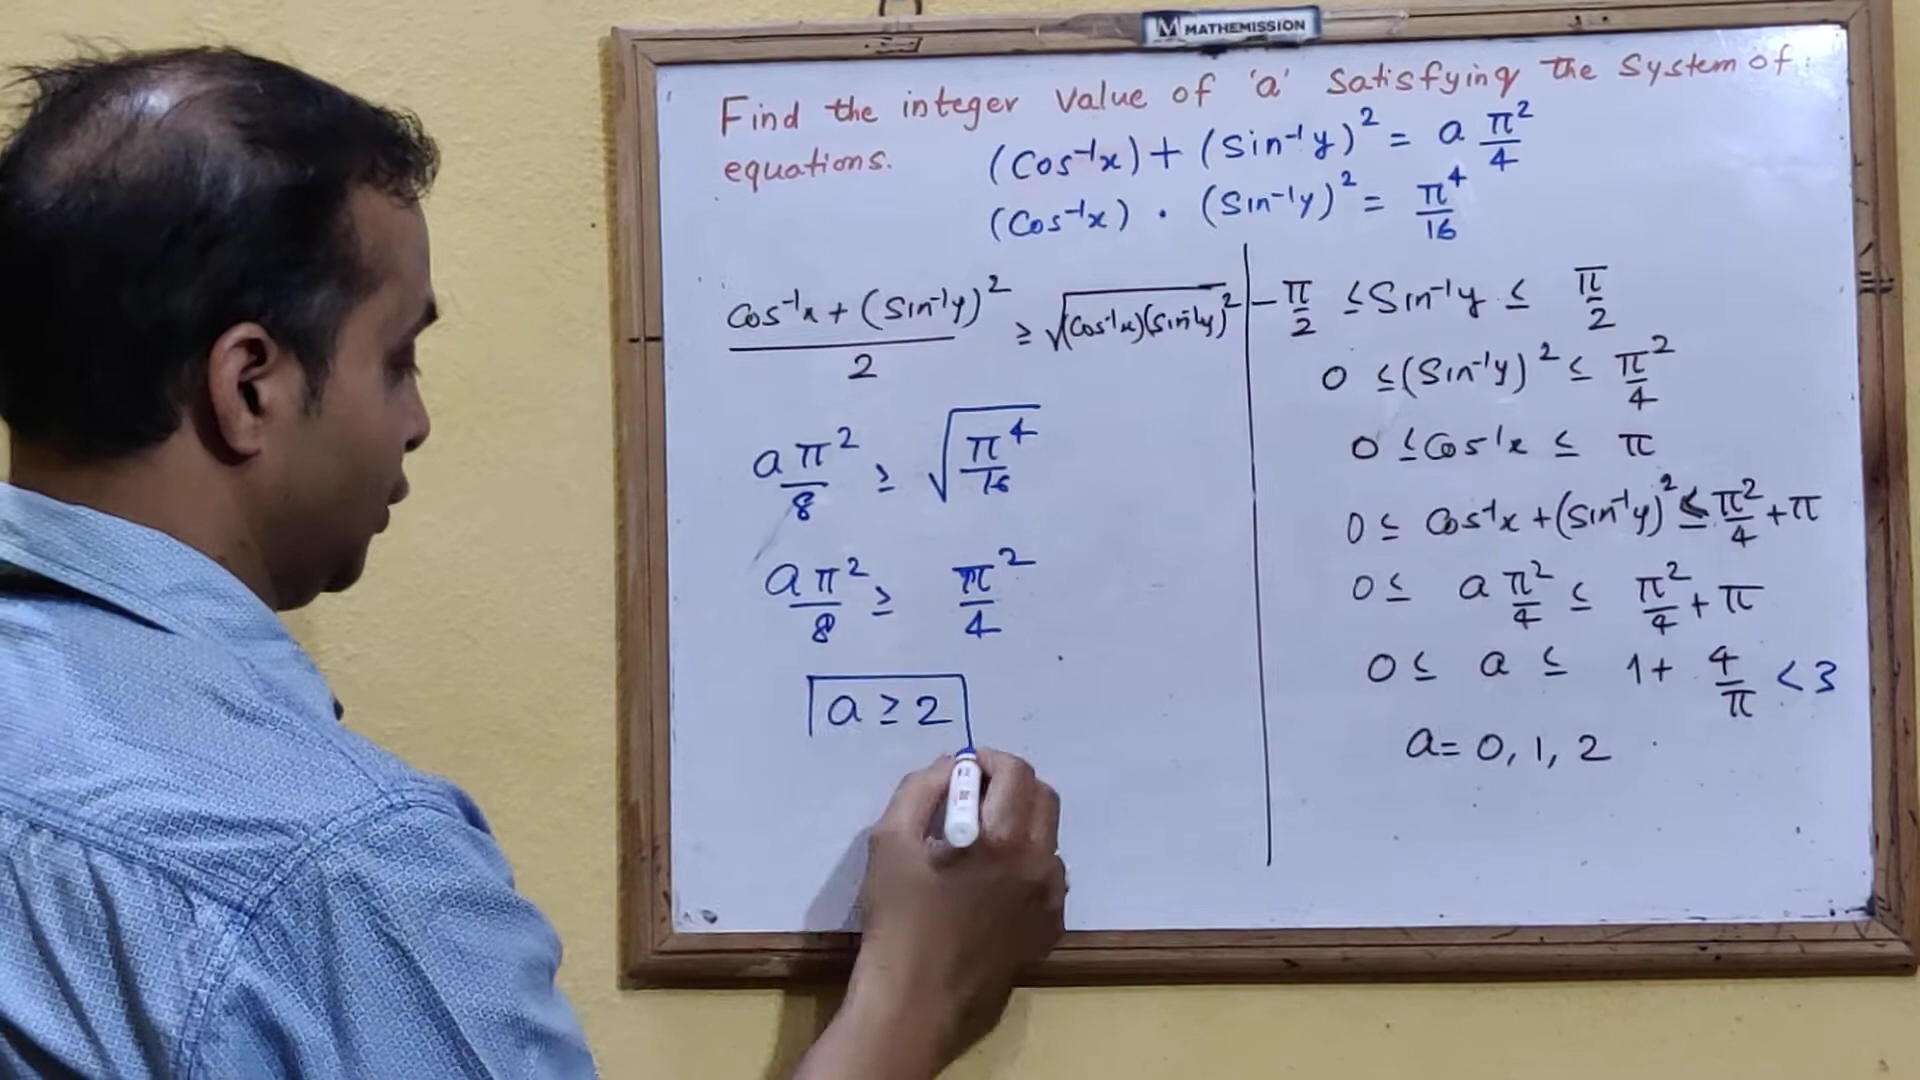 MATHEMISSION
Find the integer value of 'a' satisfying the system of
equations. (Cos⁻¹x) + (Sin⁻¹y)² = a π²/4
(Cos⁻¹x) . (Sin⁻¹y)² = π⁴/16
(Cos⁻¹x + (Sin⁻¹y)²)/2 ≥ √(Cos⁻¹x)(Sin⁻¹y)²
aπ²/8 ≥ √(π⁴/16)
aπ²/8 ≥ π²/4
a ≥ 2
-π/2 ≤ Sin⁻¹y ≤ π/2
0 ≤ (Sin⁻¹y)² ≤ π²/4
0 ≤ Cos⁻¹x ≤ π
0 ≤ Cos⁻¹x + (Sin⁻¹y)² ≤ π²/4 + π
0 ≤ a π²/4 ≤ π²/4 + π
0 ≤ a ≤ 1 + 4/π < 3
a = 0, 1, 2